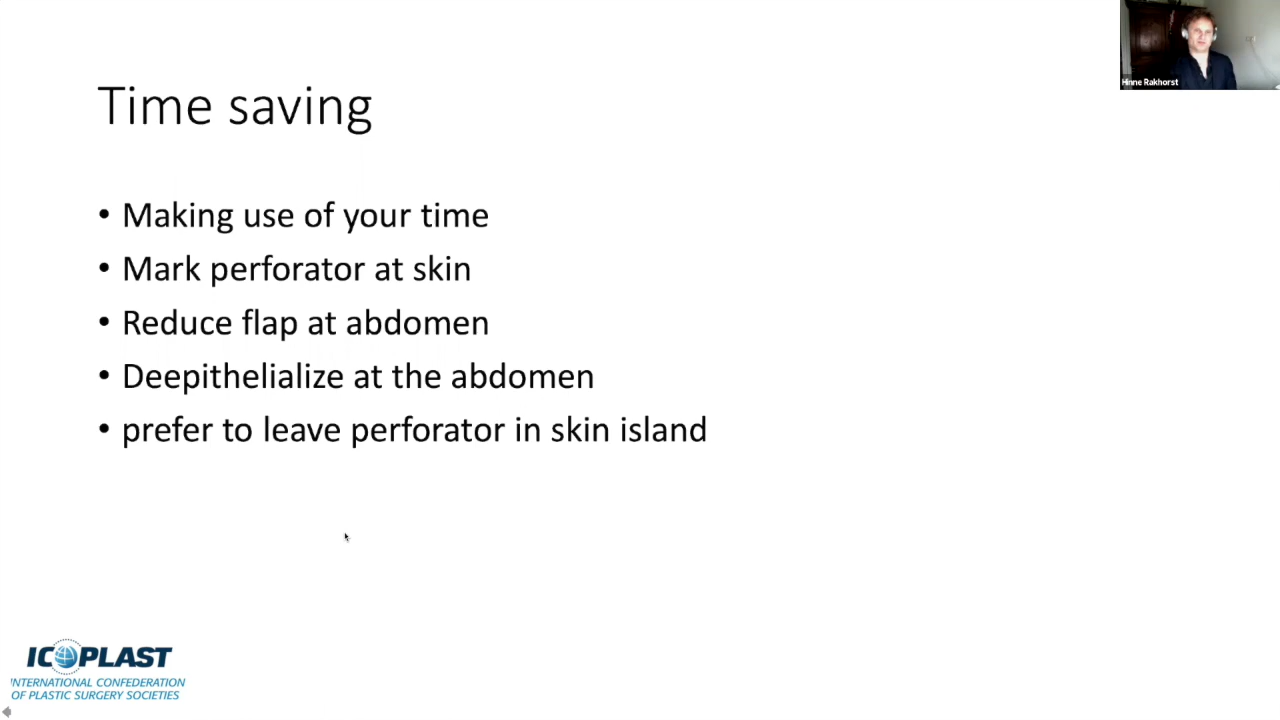 Hinne Rakhorst
Time saving
• Making use of your time
• Mark perforator at skin
• Reduce flap at abdomen
• Deepithelialize at the abdomen
• prefer to leave perforator in skin island
ICOPLAST
INTERNATIONAL CONFEDERATION
OF PLASTIC SURGERY SOCIETIES